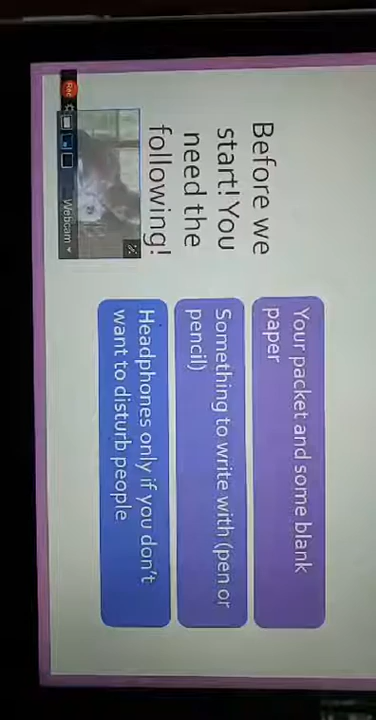 Before we
start! You
need the
following!
Your packet and some blank
paper
Something to write with (pen or
pencil)
Headphones only if you don't
want to disturb people
Rec
Webcam